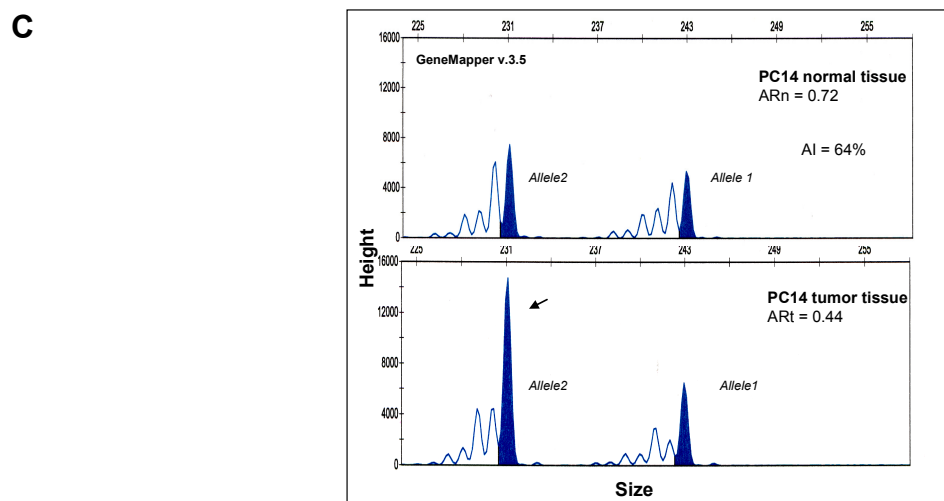 C
225 231 237 243 249 255
16000
GeneMapper v.3.5
PC14 normal tissue
ARn = 0.72
12000
AI = 64%
8000
Allele2
Allele 1
4000
0
Height
225 231 237 243 249 255
16000
PC14 tumor tissue
ARt = 0.44
12000
8000
Allele2
Allele1
4000
0
Size